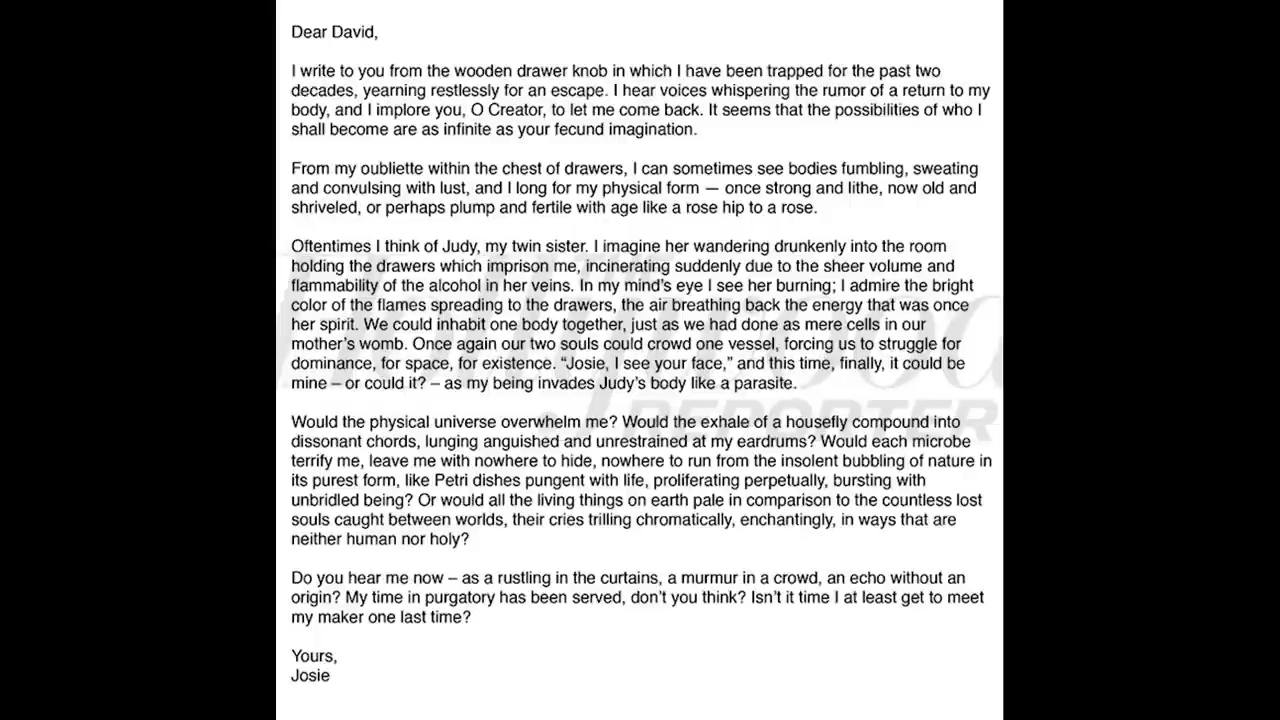 Dear David,
I write to you from the wooden drawer knob in which I have been trapped for the past two
decades, yearning restlessly for an escape. I hear voices whispering the rumor of a return to my
body, and I implore you, O Creator, to let me come back. It seems that the possibilities of who I
shall become are as infinite as your fecund imagination.
From my oubliette within the chest of drawers, I can sometimes see bodies fumbling, sweating
and convulsing with lust, and I long for my physical form — once strong and lithe, now old and
shriveled, or perhaps plump and fertile with age like a rose hip to a rose.
Oftentimes I think of Judy, my twin sister. I imagine her wandering drunkenly into the room
holding the drawers which imprison me, incinerating suddenly due to the sheer volume and
flammability of the alcohol in her veins. In my mind's eye I see her burning; I admire the bright
color of the flames spreading to the drawers, the air breathing back the energy that was once
her spirit. We could inhabit one body together, just as we had done as mere cells in our
mother's womb. Once again our two souls could crowd one vessel, forcing us to struggle for
dominance, for space, for existence. “Josie, I see your face,” and this time, finally, it could be
mine – or could it? – as my being invades Judy's body like a parasite.
Would the physical universe overwhelm me? Would the exhale of a housefly compound into
dissonant chords, lunging anguished and unrestrained at my eardrums? Would each microbe
terrify me, leave me with nowhere to hide, nowhere to run from the insolent bubbling of nature in
its purest form, like Petri dishes pungent with life, proliferating perpetually, bursting with
unbridled being? Or would all the living things on earth pale in comparison to the countless lost
souls caught between worlds, their cries trilling chromatically, enchantingly, in ways that are
neither human nor holy?
Do you hear me now – as a rustling in the curtains, a murmur in a crowd, an echo without an
origin? My time in purgatory has been served, don't you think? Isn't it time I at least get to meet
my maker one last time?
Yours,
Josie
The
Hollywood
REPORTER